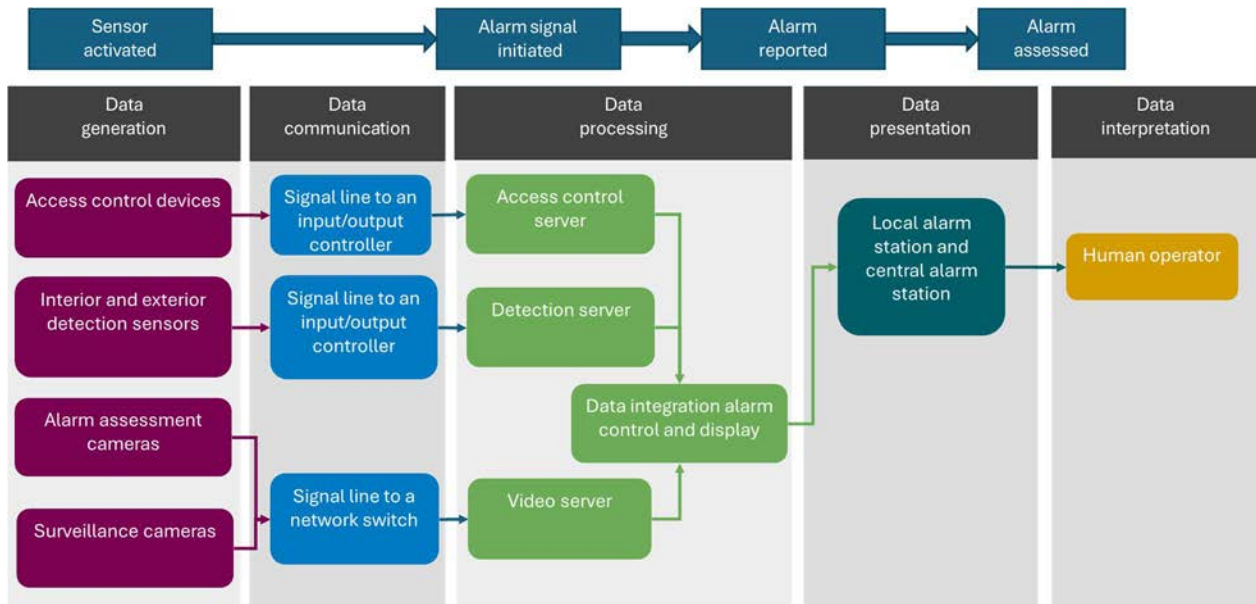 Sensor
activated
Alarm signal
initiated
Alarm
reported
Alarm
assessed
Data
generation
Data
communication
Data
processing
Data
presentation
Data
interpretation
Access control devices
Signal line to an
input/output
controller
Access control
server
Local alarm
station and
central alarm
station
Human operator
Interior and exterior
detection sensors
Signal line to an
input/output
controller
Detection server
Alarm assessment
cameras
Data integration alarm
control and display
Surveillance cameras
Signal line to a
network switch
Video server